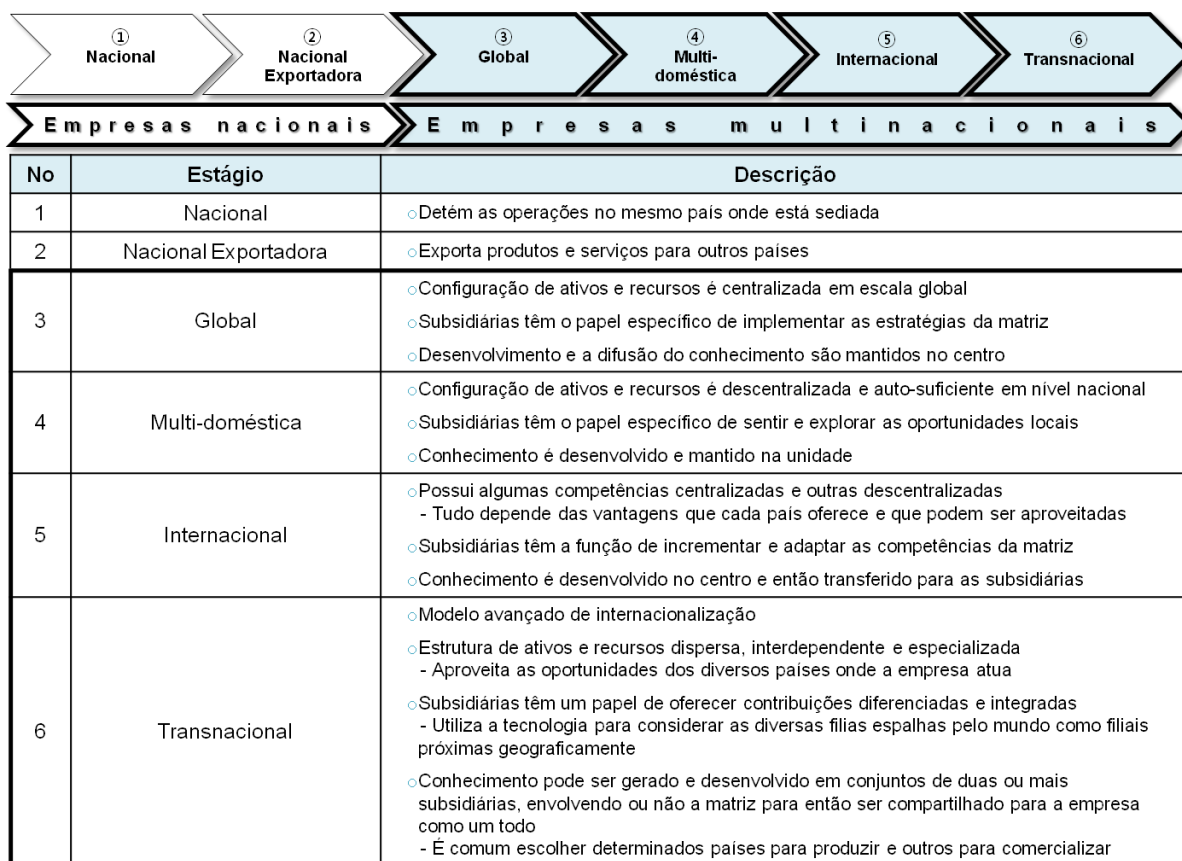 ①
Nacional
②
Nacional
Exportadora
③
Global
④
Multi-
doméstica
⑤
Internacional
⑥
Transnacional
Empresas nacionais
Empresas multinacionais
No Estágio Descrição
1 Nacional
○Detém as operações no mesmo país onde está sediada
2 Nacional Exportadora
○Exporta produtos e serviços para outros países
3 Global
○Configuração de ativos e recursos é centralizada em escala global
○Subsidiárias têm o papel específico de implementar as estratégias da matriz
○Desenvolvimento e a difusão do conhecimento são mantidos no centro
4 Multi-doméstica
○Configuração de ativos e recursos é descentralizada e auto-suficiente em nível nacional
○Subsidiárias têm o papel específico de sentir e explorar as oportunidades locais
○Conhecimento é desenvolvido e mantido na unidade
5 Internacional
○Possui algumas competências centralizadas e outras descentralizadas
- Tudo depende das vantagens que cada país oferece e que podem ser aproveitadas
○Subsidiárias têm a função de incrementar e adaptar as competências da matriz
○Conhecimento é desenvolvido no centro e então transferido para as subsidiárias
6 Transnacional
○Modelo avançado de internacionalização
○Estrutura de ativos e recursos dispersa, interdependente e especializada
- Aproveita as oportunidades dos diversos países onde a empresa atua
○Subsidiárias têm um papel de oferecer contribuições diferenciadas e integradas
- Utiliza a tecnologia para considerar as diversas filias espalhas pelo mundo como filiais
próximas geograficamente
○Conhecimento pode ser gerado e desenvolvido em conjuntos de duas ou mais
subsidiárias, envolvendo ou não a matriz para então ser compartilhado para a empresa
como um todo
- É comum escolher determinados países para produzir e outros para comercializar